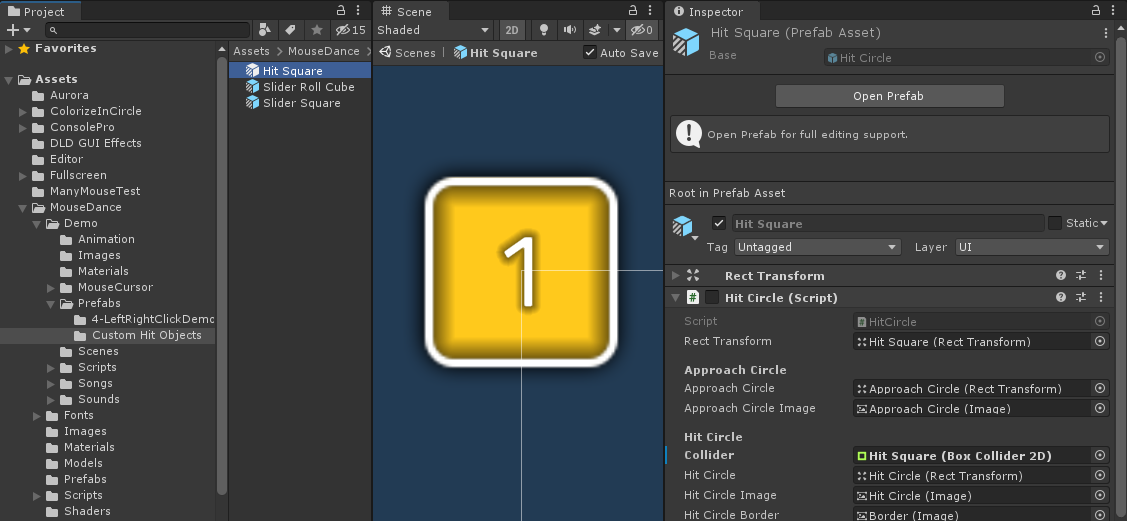 Project
15
Favorites
Assets
Aurora
ColorizeInCircle
ConsolePro
DLD GUI Effects
Editor
Fullscreen
ManyMouseTest
MouseDance
Demo
Animation
Images
Materials
MouseCursor
Prefabs
4-LeftRightClickDemo
Custom Hit Objects
Scenes
Scripts
Songs
Sounds
Fonts
Images
Materials
Models
Prefabs
Scripts
Shaders
Assets > MouseDance >
Hit Square
Slider Roll Cube
Slider Square
Scene
Shaded 2D 0
Scenes Hit Square Auto Save
1
Inspector
Hit Square (Prefab Asset)
Base Hit Circle
Open Prefab
Open Prefab for full editing support.
Root in Prefab Asset
Hit Square Static
Tag Untagged Layer UI
Rect Transform
# Hit Circle (Script)
Script # HitCircle
Rect Transform Hit Square (Rect Transform)
Approach Circle
Approach Circle Approach Circle (Rect Transform)
Approach Circle Image Approach Circle (Image)
Hit Circle
Collider Hit Square (Box Collider 2D)
Hit Circle Hit Circle (Rect Transform)
Hit Circle Image Hit Circle (Image)
Hit Circle Border Border (Image)